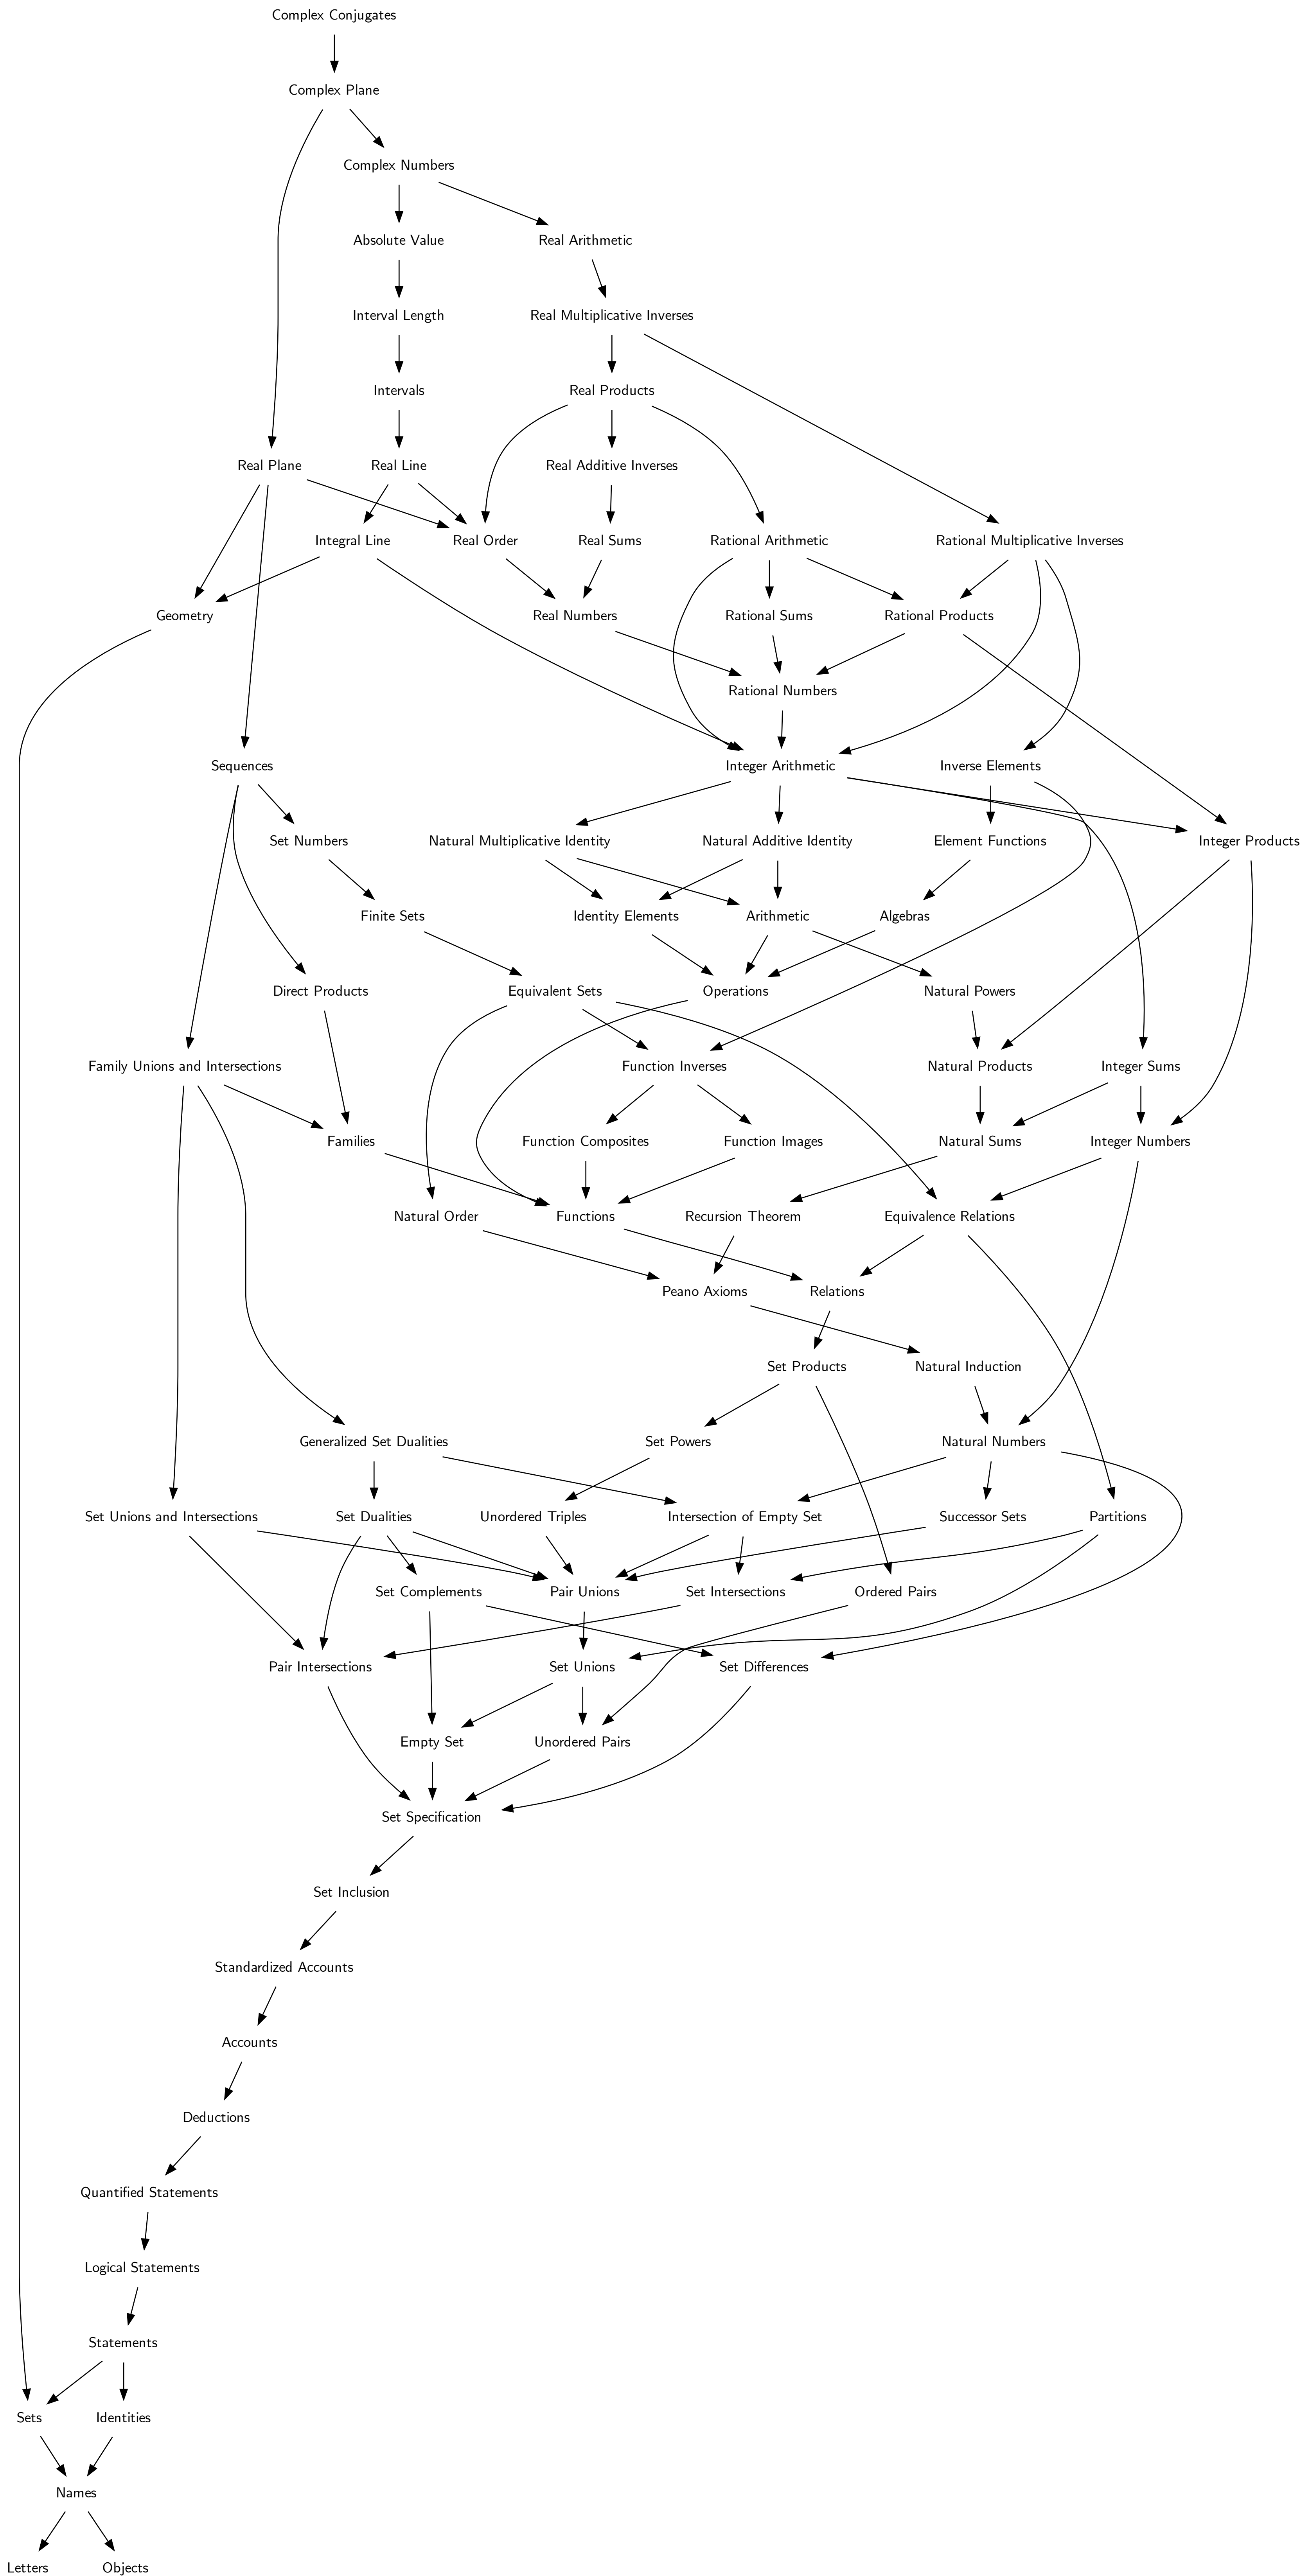 Complex Conjugates
Complex Plane
Complex Numbers
Absolute Value
Real Arithmetic
Interval Length
Real Multiplicative Inverses
Intervals
Real Products
Real Plane
Real Line
Real Additive Inverses
Integral Line
Real Order
Real Sums
Rational Arithmetic
Rational Multiplicative Inverses
Geometry
Real Numbers
Rational Sums
Rational Products
Rational Numbers
Sequences
Integer Arithmetic
Inverse Elements
Set Numbers
Natural Multiplicative Identity
Natural Additive Identity
Element Functions
Integer Products
Finite Sets
Identity Elements
Arithmetic
Algebras
Direct Products
Equivalent Sets
Operations
Natural Powers
Family Unions and Intersections
Function Inverses
Natural Products
Integer Sums
Families
Function Composites
Function Images
Natural Sums
Integer Numbers
Natural Order
Functions
Recursion Theorem
Equivalence Relations
Peano Axioms
Relations
Set Products
Natural Induction
Generalized Set Dualities
Set Powers
Natural Numbers
Set Unions and Intersections
Set Dualities
Unordered Triples
Intersection of Empty Set
Successor Sets
Partitions
Set Complements
Pair Unions
Set Intersections
Ordered Pairs
Pair Intersections
Set Unions
Set Differences
Empty Set
Unordered Pairs
Set Specification
Set Inclusion
Standardized Accounts
Accounts
Deductions
Quantified Statements
Logical Statements
Statements
Sets
Identities
Names
Letters
Objects